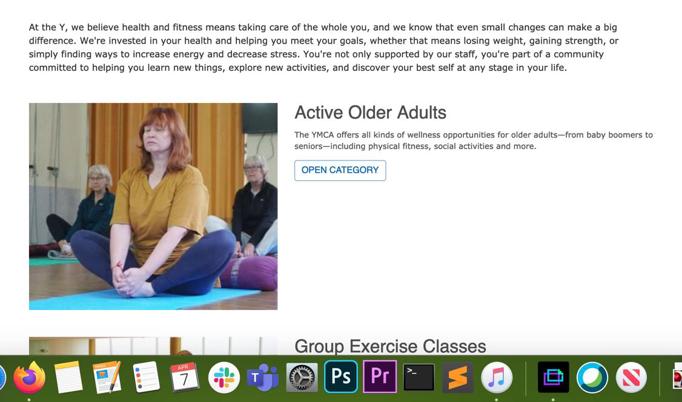 At the Y, we believe health and fitness means taking care of the whole you, and we know that even small changes can make a big
difference. We're invested in your health and helping you meet your goals, whether that means losing weight, gaining strength, or
simply finding ways to increase energy and decrease stress. You're not only supported by our staff, you're part of a community
committed to helping you learn new things, explore new activities, and discover your best self at any stage in your life.
Active Older Adults
The YMCA offers all kinds of wellness opportunities for older adults—from baby boomers to
seniors—including physical fitness, social activities and more.
OPEN CATEGORY
Group Exercise Classes
APR
7
T
Ps
Pr
>_
S
N